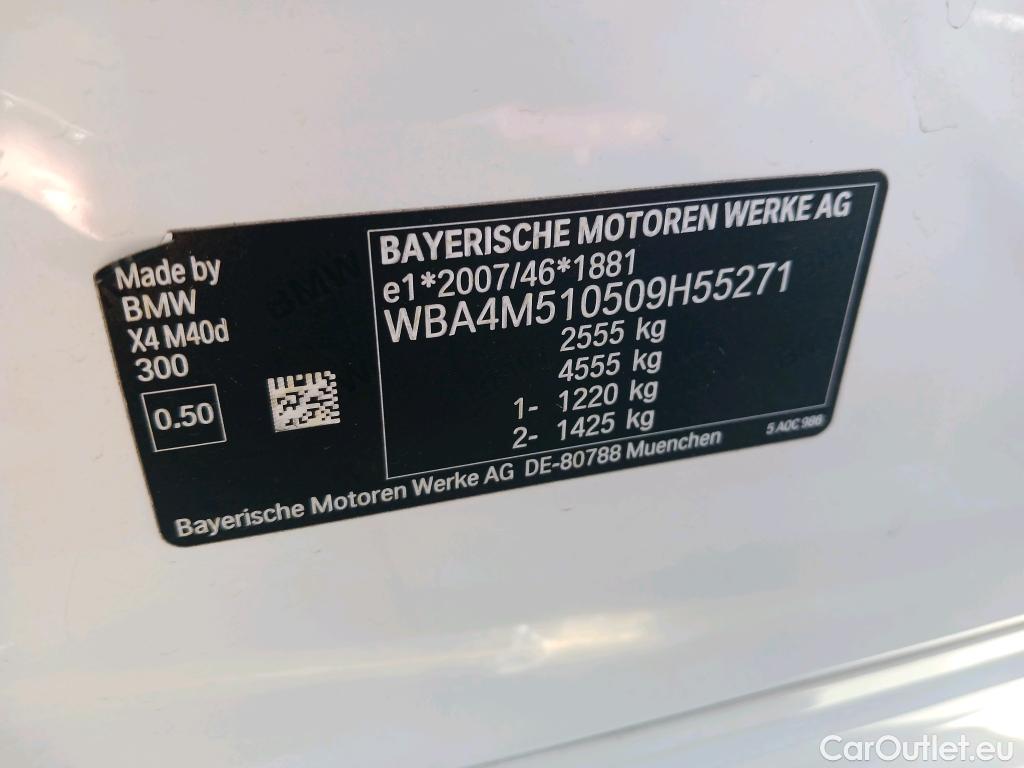 Made by
BMW
X4 M40d
300
0.50
BAYERISCHE MOTOREN WERKE AG
e1*2007/46*1881
WBA4M510509H55271
2555 kg
4555 kg
1- 1220 kg
2- 1425 kg
5 A0C 986
Bayerische Motoren Werke AG DE-80788 Muenchen
CarOutlet.eu